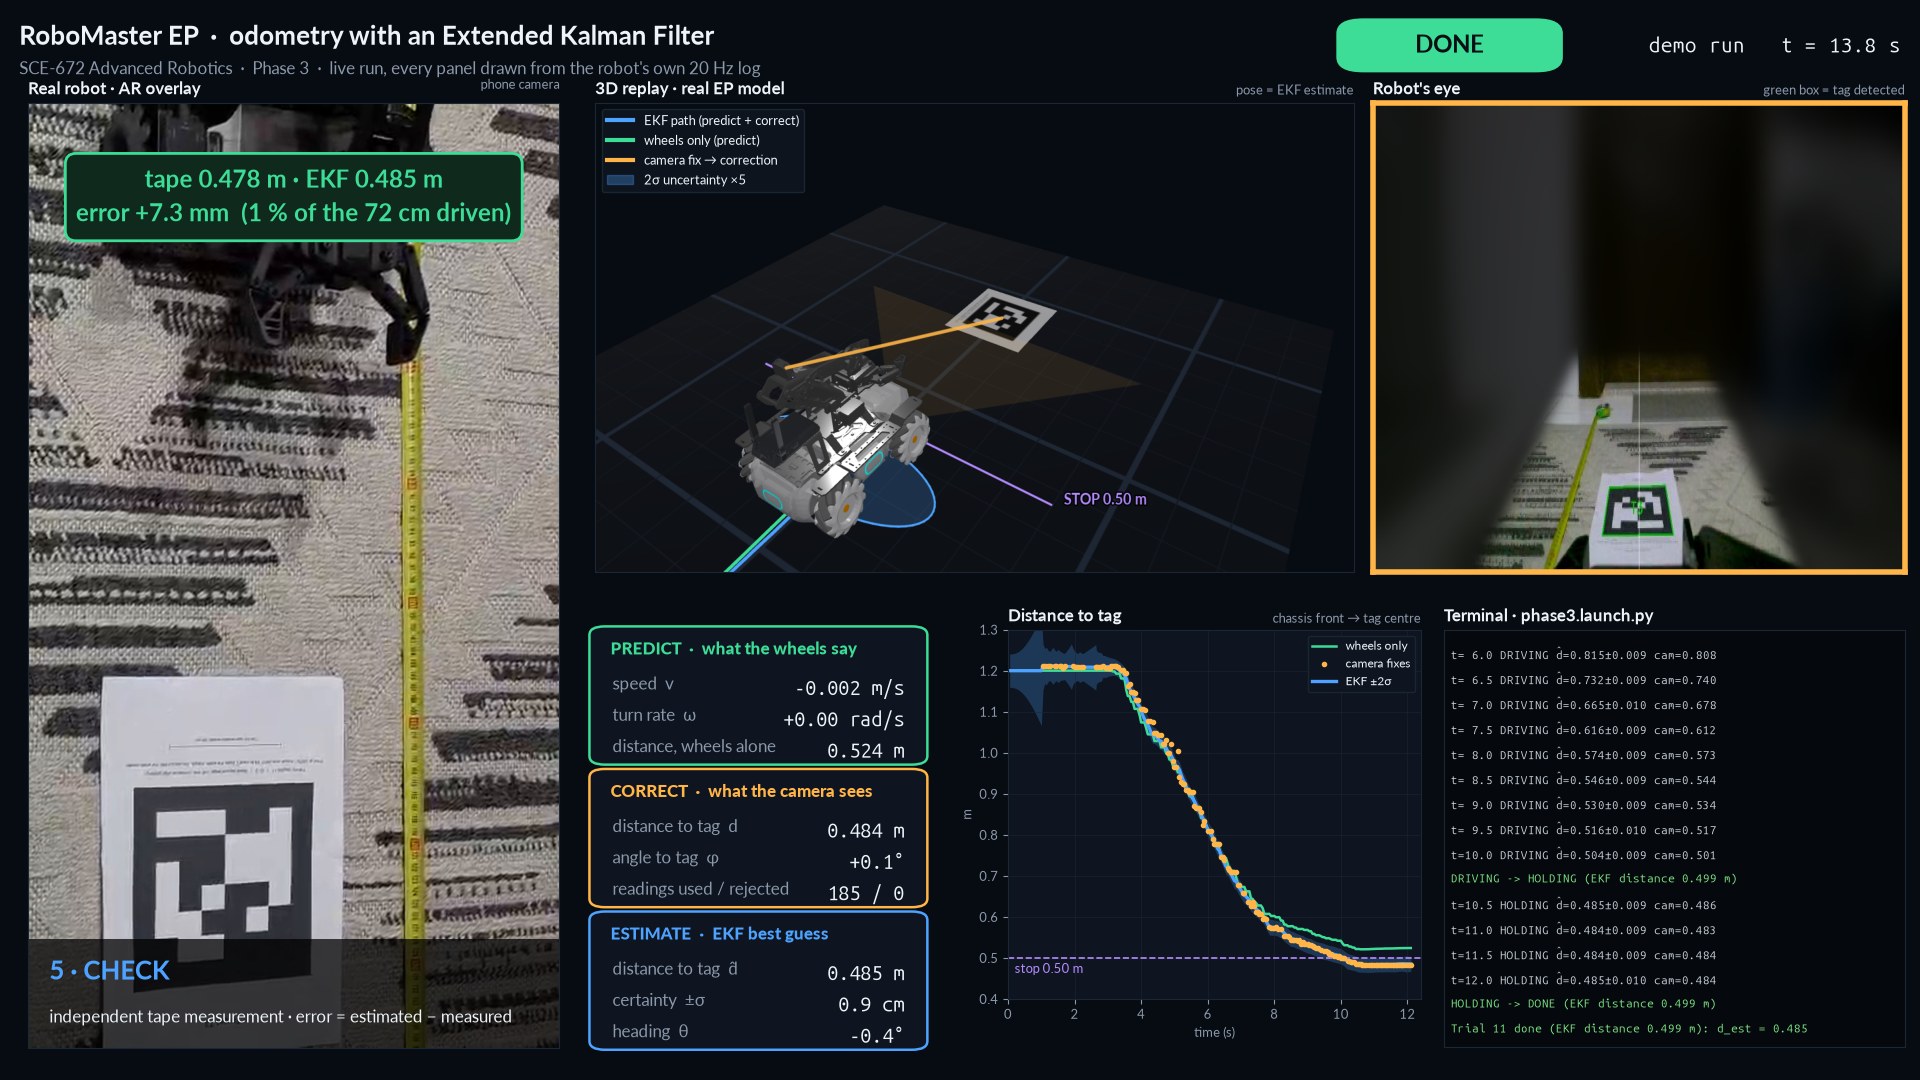 RoboMaster EP · odometry with an Extended Kalman Filter
SCE-672 Advanced Robotics · Phase 3 · live run, every panel drawn from the robot's own 20 Hz log
DONE
demo run t = 13.8 s
Real robot · AR overlay
phone camera
tape 0.478 m · EKF 0.485 m
error +7.3 mm (1 % of the 72 cm driven)
5 · CHECK
independent tape measurement · error = estimated − measured
3D replay · real EP model
pose = EKF estimate
EKF path (predict + correct)
wheels only (predict)
camera fix → correction
2σ uncertainty ×5
STOP 0.50 m
Robot's eye
green box = tag detected
PREDICT · what the wheels say
speed v -0.002 m/s
turn rate ω +0.00 rad/s
distance, wheels alone 0.524 m
CORRECT · what the camera sees
distance to tag d 0.484 m
angle to tag φ +0.1°
readings used / rejected 185 / 0
ESTIMATE · EKF best guess
distance to tag d̂ 0.485 m
certainty ±σ 0.9 cm
heading θ -0.4°
Distance to tag
chassis front → tag centre
wheels only
camera fixes
EKF ±2σ
1.3
1.2
1.1
1.0
0.9
0.8
0.7
0.6
0.5
0.4
m
stop 0.50 m
0 2 4 6 8 10 12
time (s)
Terminal · phase3.launch.py
t= 6.0 DRIVING d̂=0.815±0.009 cam=0.808
t= 6.5 DRIVING d̂=0.732±0.009 cam=0.740
t= 7.0 DRIVING d̂=0.665±0.010 cam=0.678
t= 7.5 DRIVING d̂=0.616±0.009 cam=0.612
t= 8.0 DRIVING d̂=0.574±0.009 cam=0.573
t= 8.5 DRIVING d̂=0.546±0.009 cam=0.544
t= 9.0 DRIVING d̂=0.530±0.009 cam=0.534
t= 9.5 DRIVING d̂=0.516±0.010 cam=0.517
t=10.0 DRIVING d̂=0.504±0.009 cam=0.501
DRIVING -> HOLDING (EKF distance 0.499 m)
t=10.5 HOLDING d̂=0.485±0.009 cam=0.486
t=11.0 HOLDING d̂=0.484±0.009 cam=0.483
t=11.5 HOLDING d̂=0.484±0.009 cam=0.484
t=12.0 HOLDING d̂=0.485±0.010 cam=0.484
HOLDING -> DONE (EKF distance 0.499 m)
Trial 11 done (EKF distance 0.499 m): d_est = 0.485